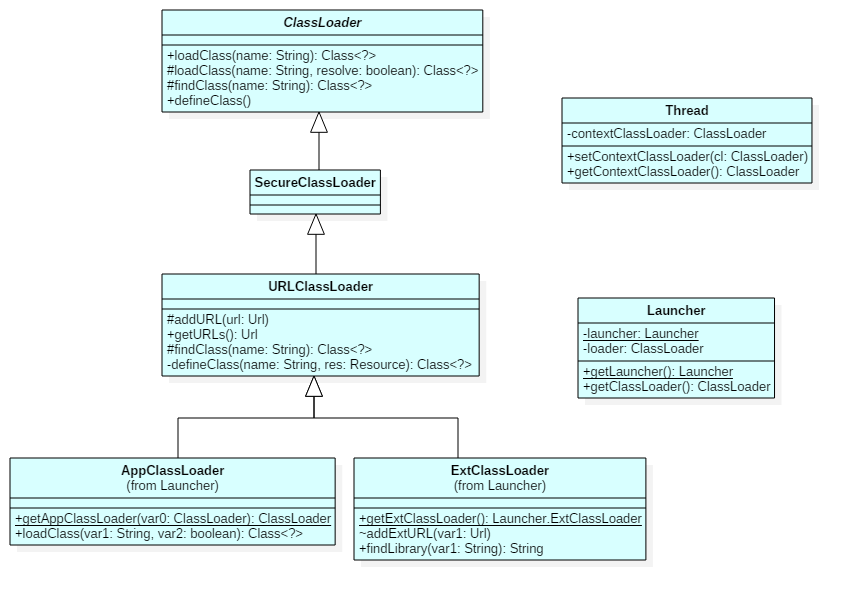 ClassLoader
+loadClass(name: String): Class<?>
#loadClass(name: String, resolve: boolean): Class<?>
#findClass(name: String): Class<?>
+defineClass()
Thread
-contextClassLoader: ClassLoader
+setContextClassLoader(cl: ClassLoader)
+getContextClassLoader(): ClassLoader
SecureClassLoader
URLClassLoader
#addURL(url: Url)
+getURLs(): Url
#findClass(name: String): Class<?>
-defineClass(name: String, res: Resource): Class<?>
Launcher
-launcher: Launcher
-loader: ClassLoader
+getLauncher(): Launcher
+getClassLoader(): ClassLoader
AppClassLoader
(from Launcher)
+getAppClassLoader(var0: ClassLoader): ClassLoader
+loadClass(var1: String, var2: boolean): Class<?>
ExtClassLoader
(from Launcher)
+getExtClassLoader(): Launcher.ExtClassLoader
~addExtURL(var1: Url)
+findLibrary(var1: String): String